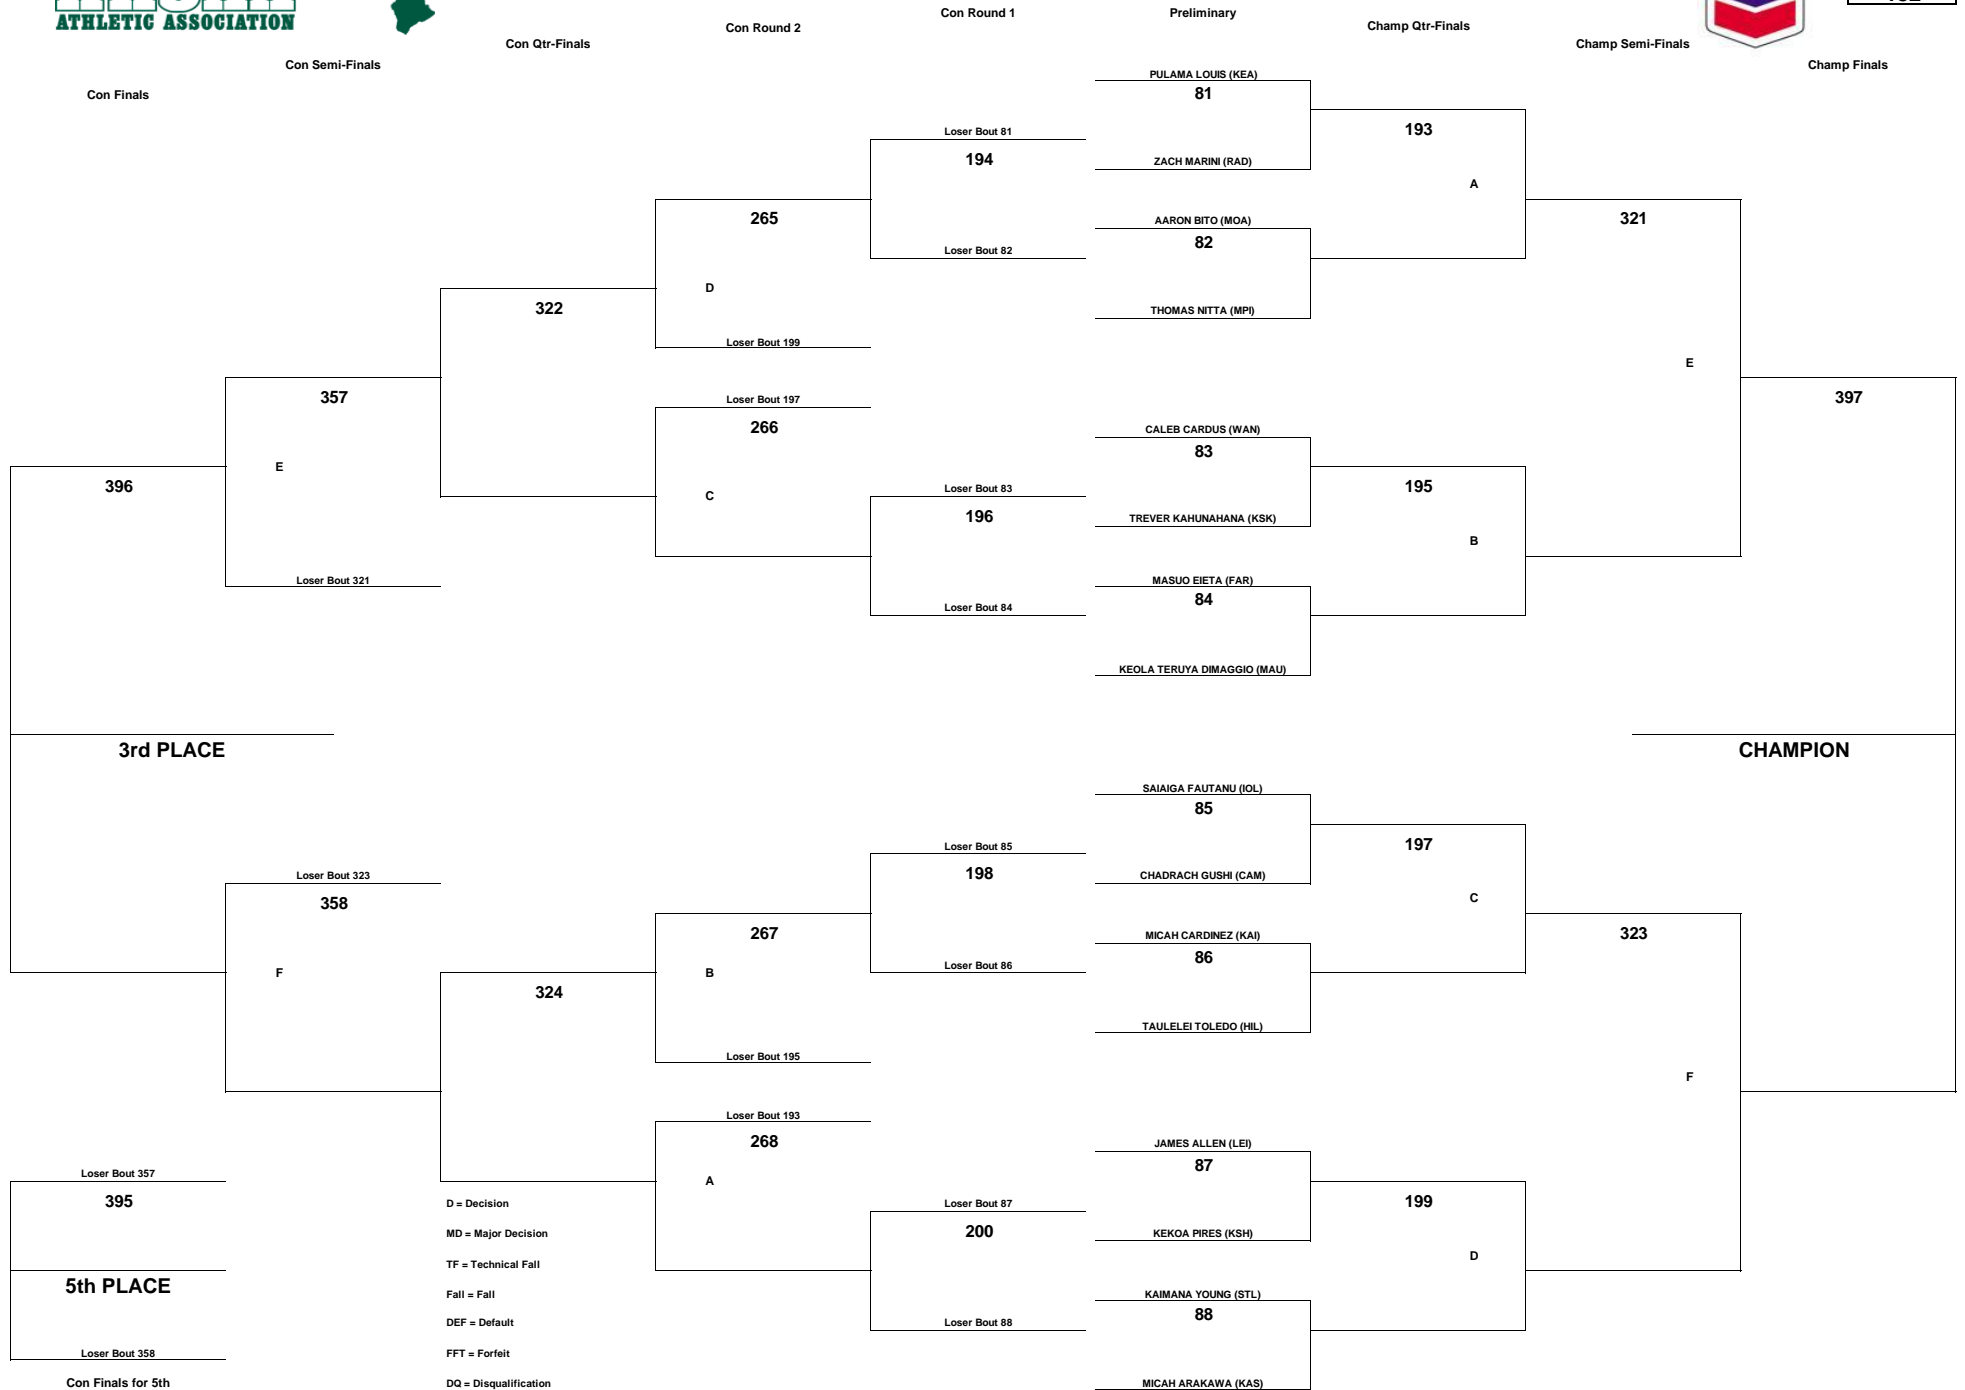 ATHLETIC ASSOCIATION
Con Finals
Con Semi-Finals
Con Qtr-Finals
Con Round 2
Con Round 1
Preliminary
Champ Qtr-Finals
Champ Semi-Finals
Champ Finals
PULAMA LOUIS (KEA)
81
ZACH MARINI (RAD)
AARON BITO (MOA)
82
THOMAS NITTA (MPI)
CALEB CARDUS (WAN)
83
TREVER KAHUNAHANA (KSK)
MASUO EIETA (FAR)
84
KEOLA TERUYA DIMAGGIO (MAU)
SAIAIGA FAUTANU (IOL)
85
CHADRACH GUSHI (CAM)
MICAH CARDINEZ (KAI)
86
TAULELEI TOLEDO (HIL)
JAMES ALLEN (LEI)
87
KEKOA PIRES (KSH)
KAIMANA YOUNG (STL)
88
MICAH ARAKAWA (KAS)
193
A
195
B
197
C
199
D
321
E
323
F
397
CHAMPION
Loser Bout 81
194
Loser Bout 82
Loser Bout 83
196
Loser Bout 84
Loser Bout 85
198
Loser Bout 86
Loser Bout 87
200
Loser Bout 88
265
D
Loser Bout 199
Loser Bout 197
266
C
267
B
Loser Bout 195
Loser Bout 193
268
A
322
324
357
E
Loser Bout 321
Loser Bout 323
358
F
396
3rd PLACE
Loser Bout 357
395
5th PLACE
Loser Bout 358
Con Finals for 5th
D = Decision
MD = Major Decision
TF = Technical Fall
Fall = Fall
DEF = Default
FFT = Forfeit
DQ = Disqualification